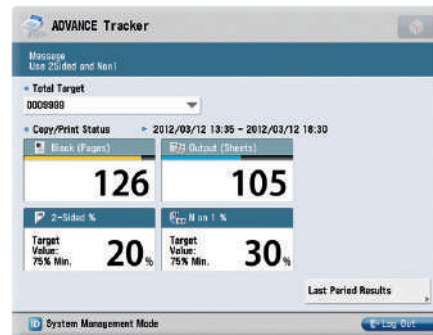 ADVANCE Tracker
Message
Use 2Sided and Non1
Total Target
0009999
Copy/Print Status ▸ 2012/03/12 13:35 - 2012/03/12 18:30
Black (Pages)
126
Output (Sheets)
105
2-Sided %
Target Value: 75% Min.
20%
N on 1 %
Target Value: 75% Min.
30%
Last Period Results
ID System Management Mode
Log Out